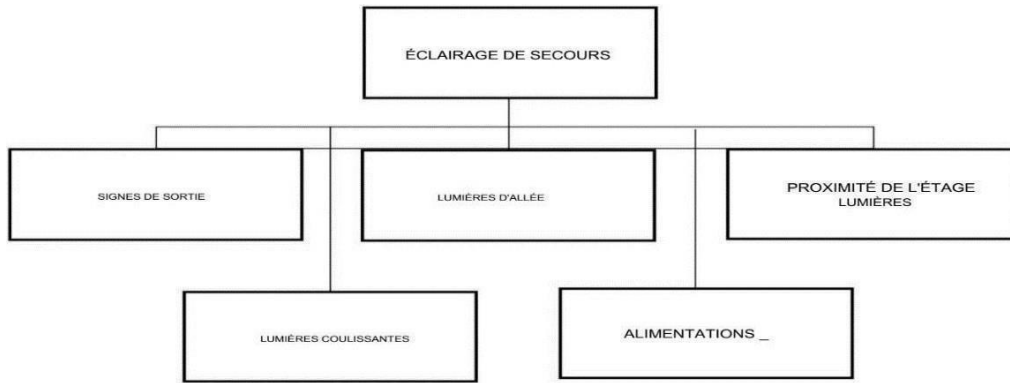 ÉCLAIRAGE DE SECOURS
SIGNES DE SORTIE
LUMIÈRES D'ALLÉE
PROXIMITÉ DE L'ÉTAGE
LUMIÈRES
LUMIÈRES COULISSANTES
ALIMENTATIONS _